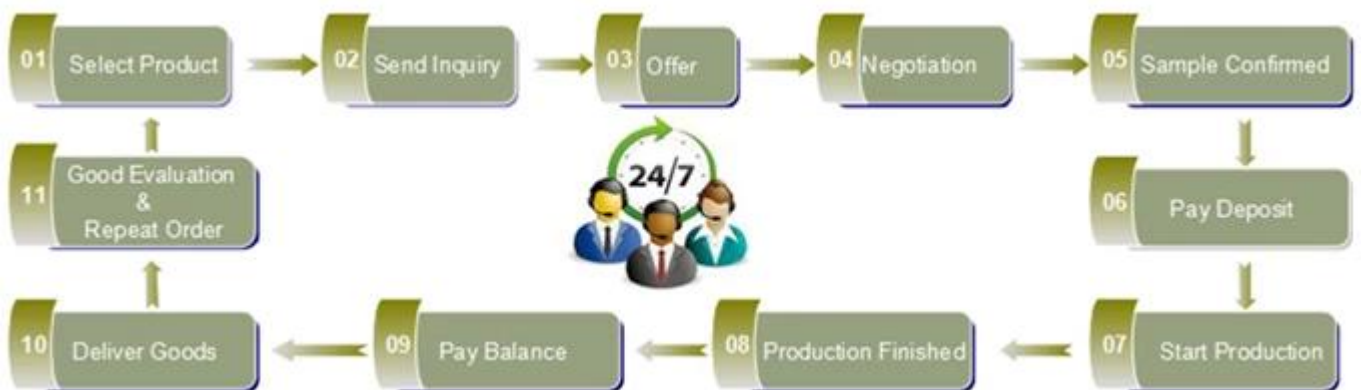 01 Select Product
02 Send Inquiry
03 Offer
04 Negotiation
05 Sample Confirmed
24/7
06 Pay Deposit
07 Start Production
08 Production Finished
09 Pay Balance
10 Deliver Goods
11 Good Evaluation
&
Repeat Order